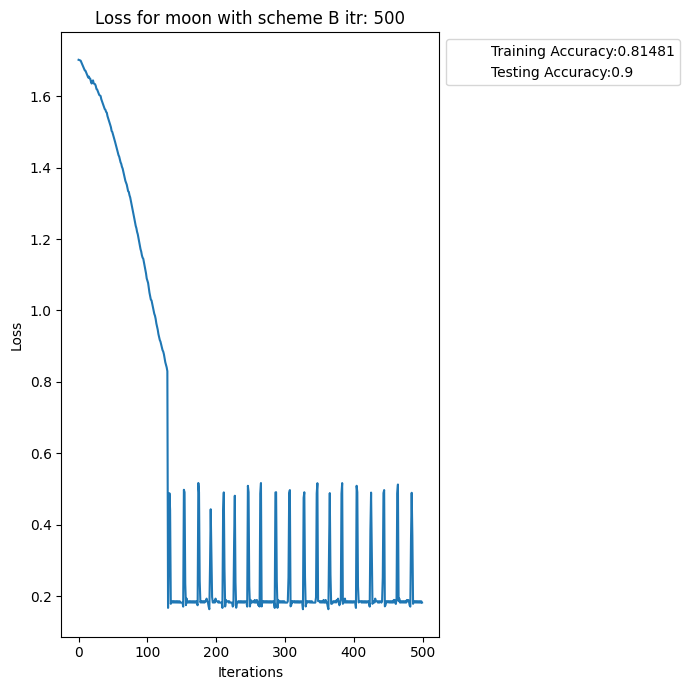 Loss for moon with scheme B itr: 500
Training Accuracy:0.81481
Testing Accuracy:0.9
1.6
1.4
1.2
1.0
0.8
0.6
0.4
0.2
Loss
0 100 200 300 400 500
Iterations